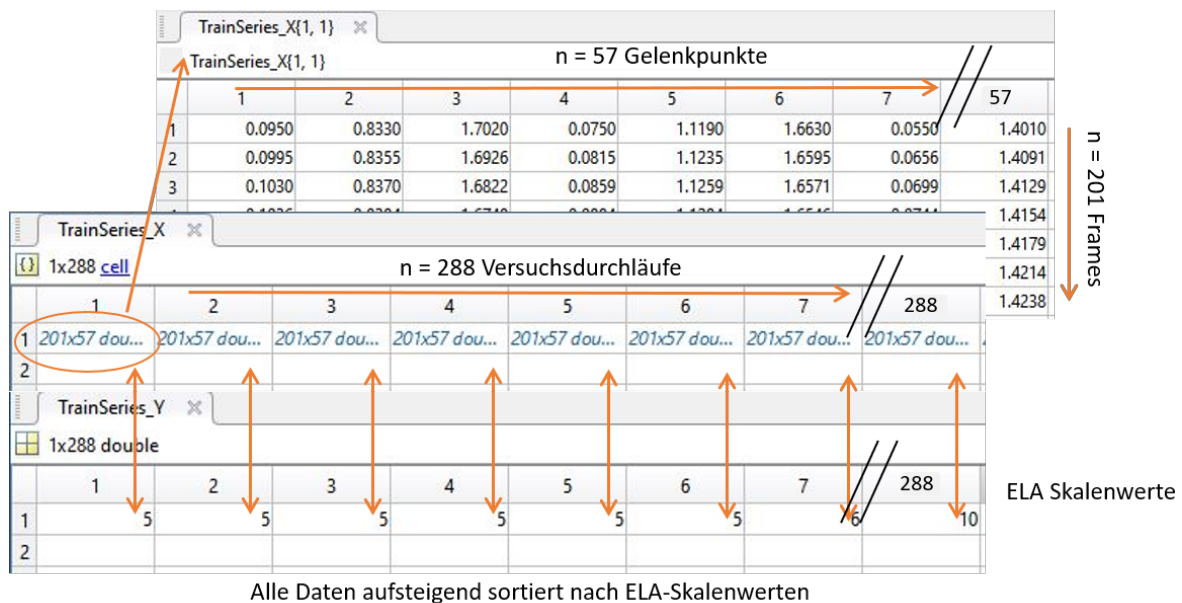 TrainSeries_X{1, 1}
TrainSeries_X{1, 1}
n = 57 Gelenkpunkte
1 2 3 4 5 6 7 57
1 0.0950 0.8330 1.7020 0.0750 1.1190 1.6630 0.0550 1.4010
2 0.0995 0.8355 1.6926 0.0815 1.1235 1.6595 0.0656 1.4091
3 0.1030 0.8370 1.6822 0.0859 1.1259 1.6571 0.0699 1.4129
1.4154
1.4179
1.4214
1.4238
n = 201 Frames
TrainSeries_X
{} 1x288 cell
n = 288 Versuchsdurchläufe
1 2 3 4 5 6 7 288
1 201x57 dou... 201x57 dou... 201x57 dou... 201x57 dou... 201x57 dou... 201x57 dou... 201x57 dou... 201x57 dou...
2
TrainSeries_Y
1x288 double
1 2 3 4 5 6 7 288
1 5 5 5 5 5 5 6 10
2
ELA Skalenwerte
Alle Daten aufsteigend sortiert nach ELA-Skalenwerten